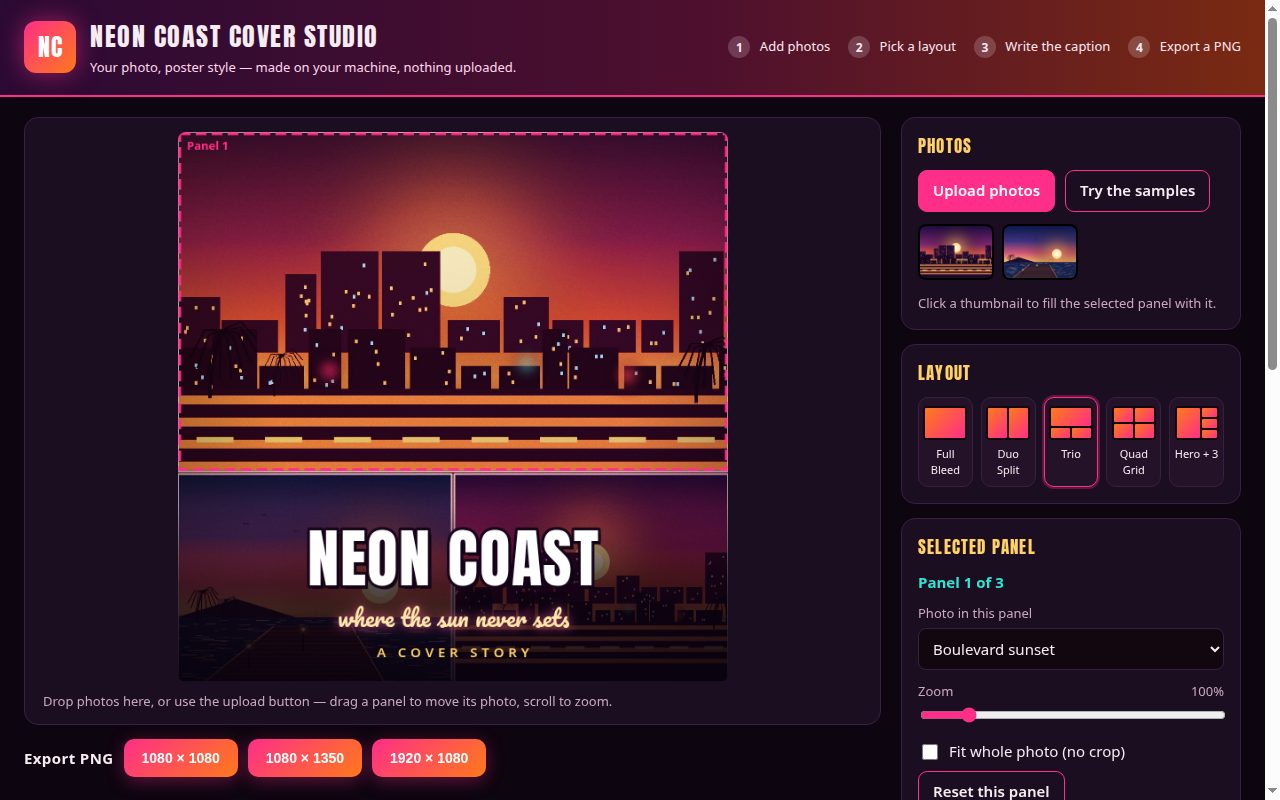 NC
NEON COAST COVER STUDIO
Your photo, poster style — made on your machine, nothing uploaded.
1 Add photos
2 Pick a layout
3 Write the caption
4 Export a PNG
Panel 1
NEON COAST
where the sun never sets
A COVER STORY
Drop photos here, or use the upload button — drag a panel to move its photo, scroll to zoom.
Export PNG
1080 × 1080
1080 × 1350
1920 × 1080
PHOTOS
Upload photos
Try the samples
Click a thumbnail to fill the selected panel with it.
LAYOUT
Full
Bleed
Duo
Split
Trio
Quad
Grid
Hero + 3
SELECTED PANEL
Panel 1 of 3
Photo in this panel
Boulevard sunset
Zoom 100%
Fit whole photo (no crop)
Reset this panel